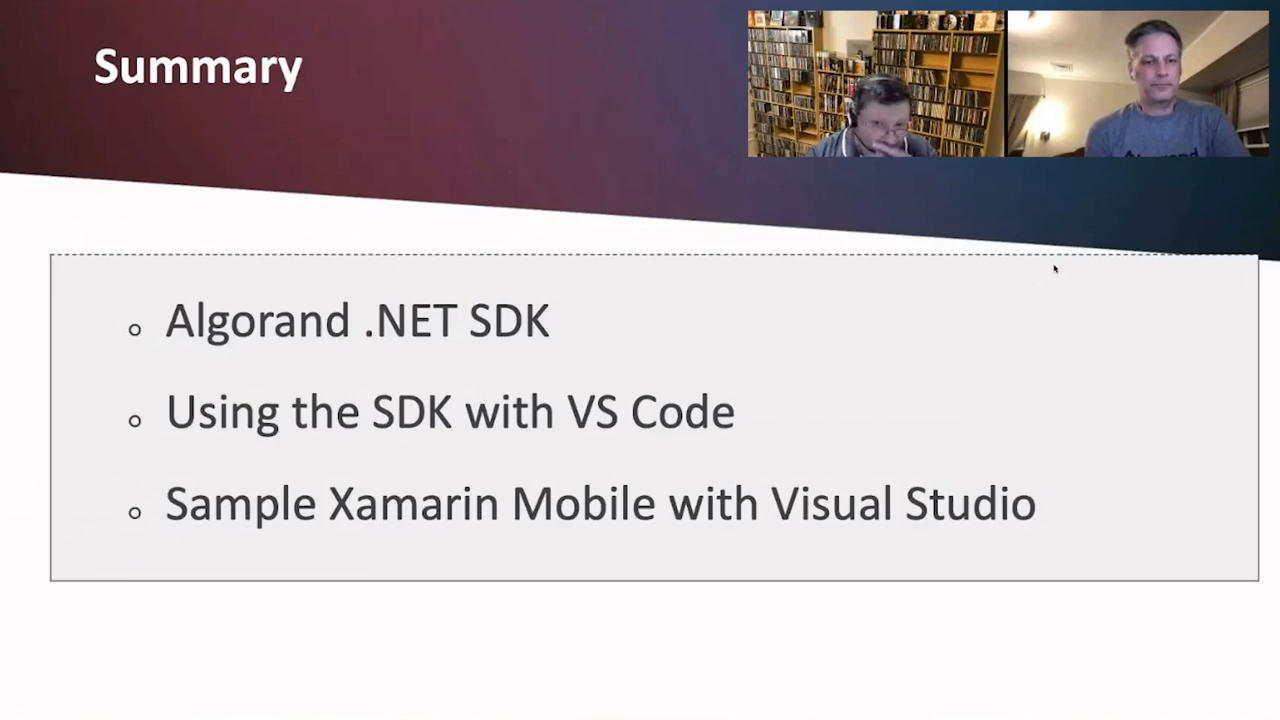 Summary
Algorand .NET SDK
Using the SDK with VS Code
Sample Xamarin Mobile with Visual Studio